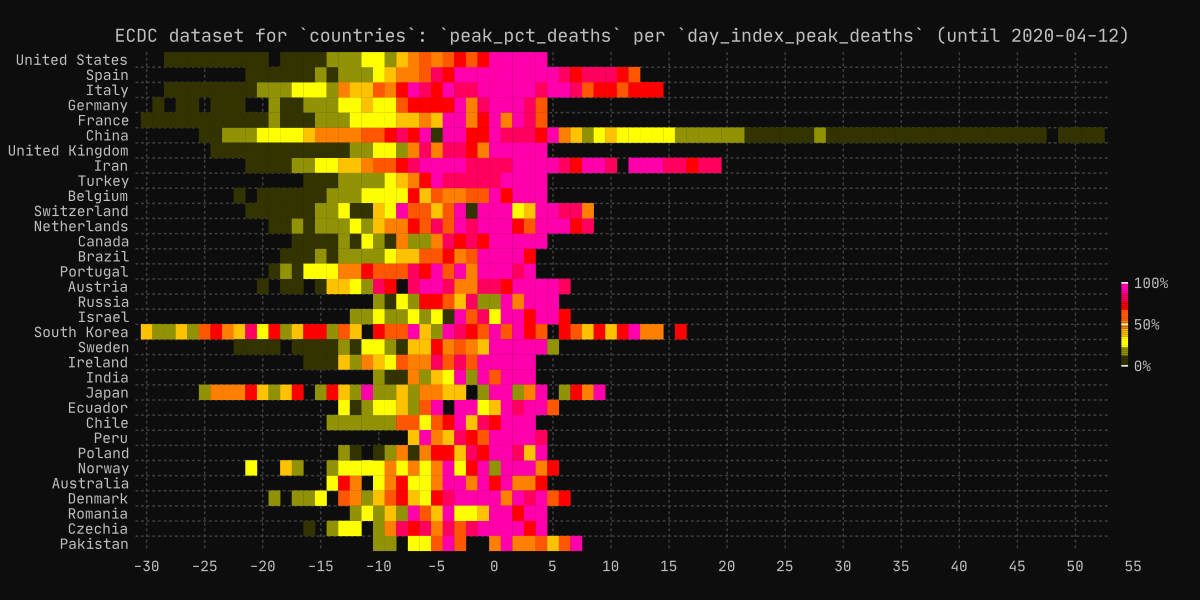 ECDC dataset for `countries`: `peak_pct_deaths` per `day_index_peak_deaths` (until 2020-04-12)
United States
Spain
Italy
Germany
France
China
United Kingdom
Iran
Turkey
Belgium
Switzerland
Netherlands
Canada
Brazil
Portugal
Austria
Russia
Israel
South Korea
Sweden
Ireland
India
Japan
Ecuador
Chile
Peru
Poland
Norway
Australia
Denmark
Romania
Czechia
Pakistan
100%
50%
0%
-30 -25 -20 -15 -10 -5 0 5 10 15 20 25 30 35 40 45 50 55